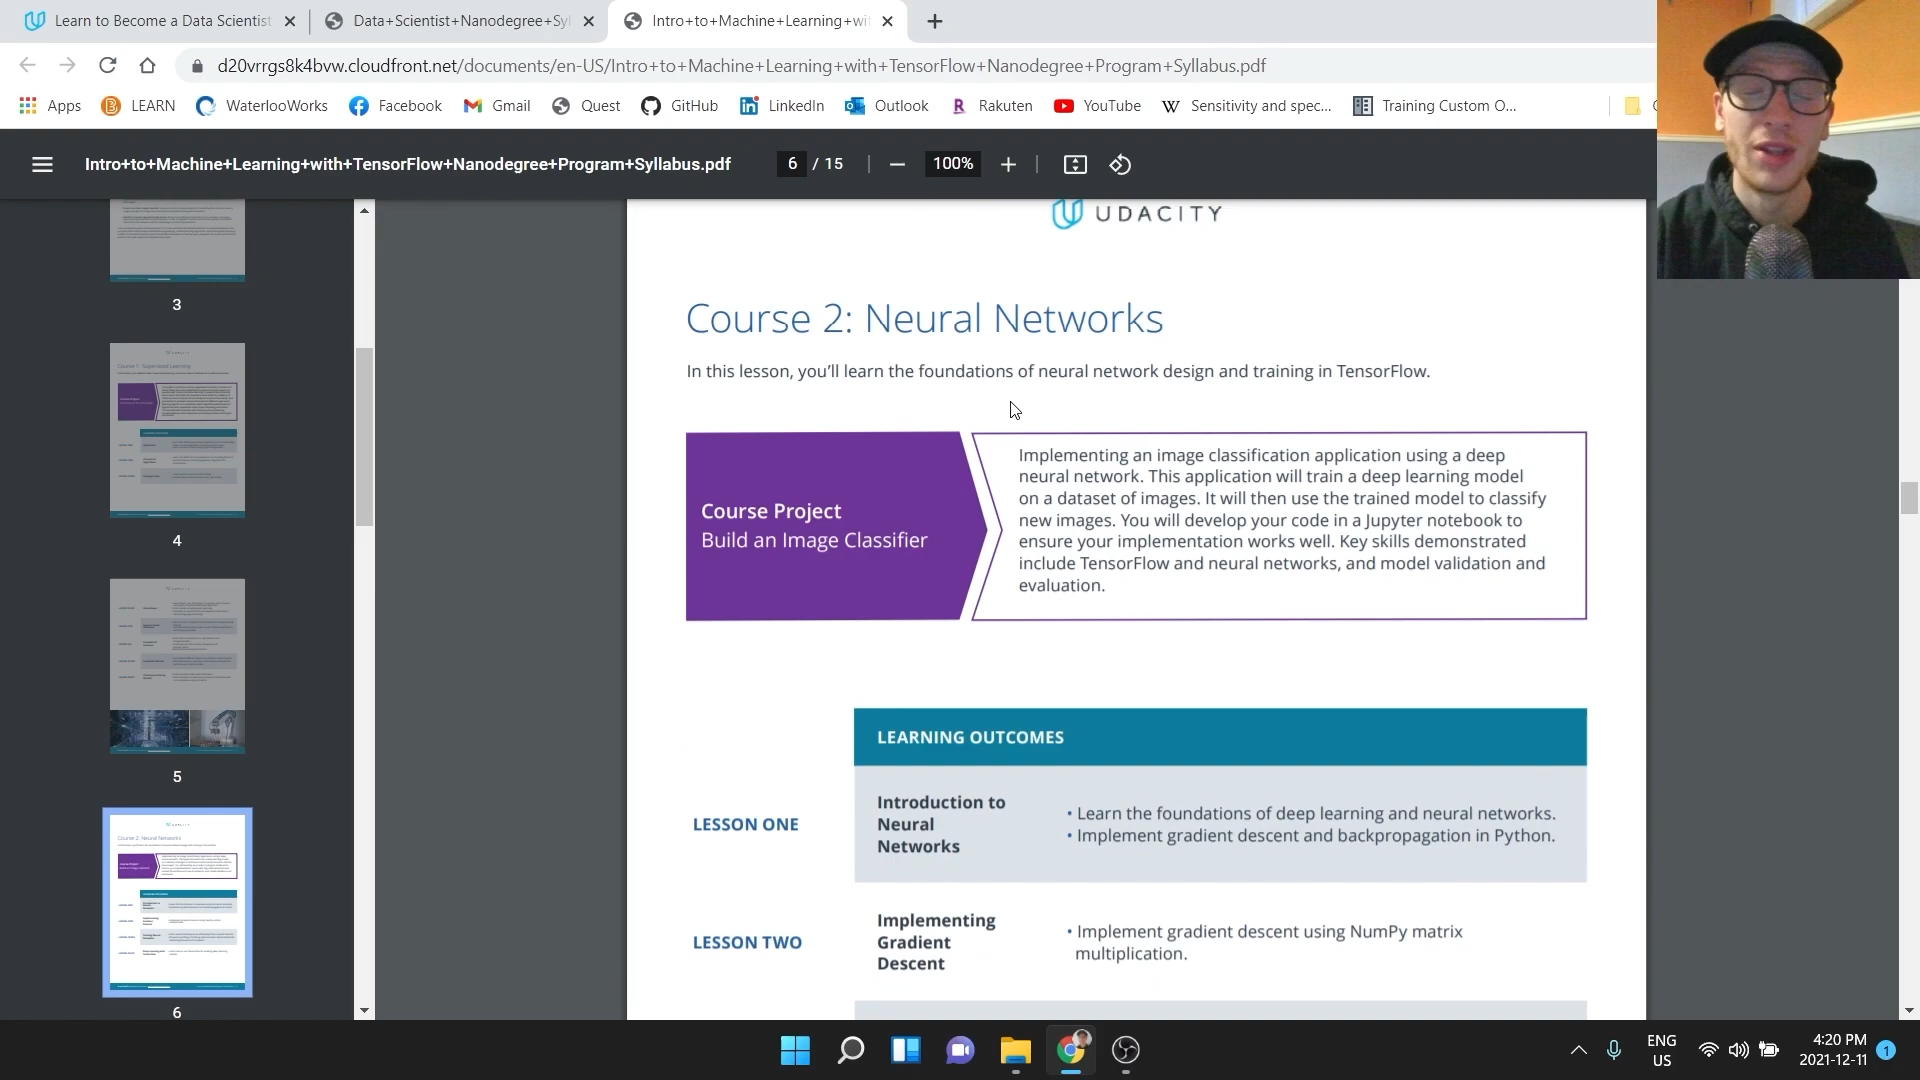 Learn to Become a Data Scientist
Data+Scientist+Nanodegree+Sy
Intro+to+Machine+Learning+wi
d20vrrgs8k4bvw.cloudfront.net/documents/en-US/Intro+to+Machine+Learning+with+TensorFlow+Nanodegree+Program+Syllabus.pdf
Apps
LEARN
WaterlooWorks
Facebook
Gmail
Quest
GitHub
LinkedIn
Outlook
Rakuten
YouTube
Sensitivity and spec...
Training Custom O...
Intro+to+Machine+Learning+with+TensorFlow+Nanodegree+Program+Syllabus.pdf
6 / 15
100%
3
4
5
6
UDACITY
Course 2: Neural Networks
In this lesson, you’ll learn the foundations of neural network design and training in TensorFlow.
Course Project
Build an Image Classifier
Implementing an image classification application using a deep
neural network. This application will train a deep learning model
on a dataset of images. It will then use the trained model to classify
new images. You will develop your code in a Jupyter notebook to
ensure your implementation works well. Key skills demonstrated
include TensorFlow and neural networks, and model validation and
evaluation.
LEARNING OUTCOMES
LESSON ONE
Introduction to
Neural
Networks
• Learn the foundations of deep learning and neural networks.
• Implement gradient descent and backpropagation in Python.
LESSON TWO
Implementing
Gradient
Descent
• Implement gradient descent using NumPy matrix
multiplication.
ENG
US
4:20 PM
2021-12-11
1